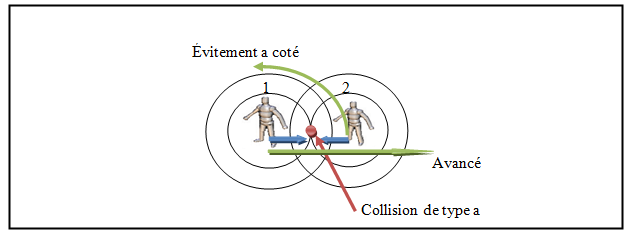 Évitement a coté
1
2
Avancé
Collision de type a